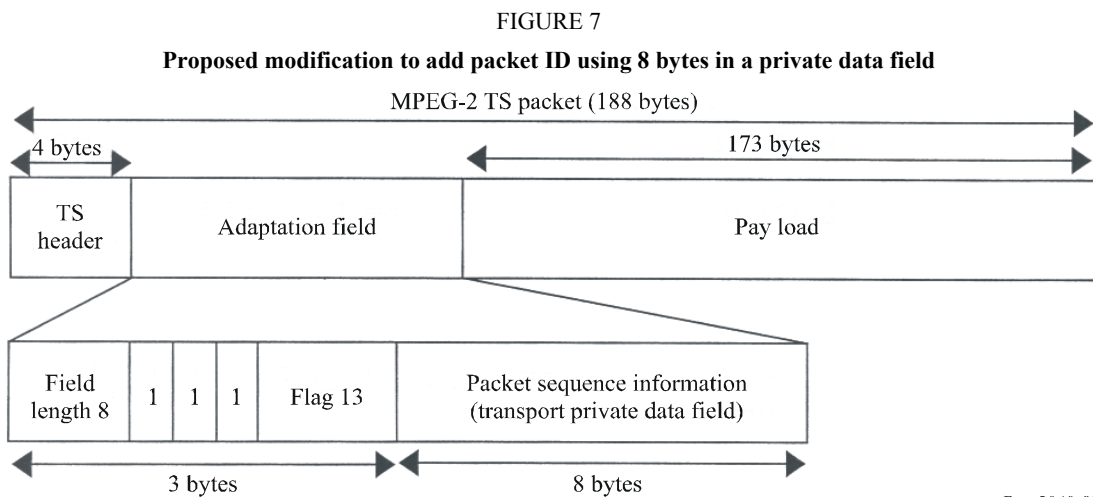 FIGURE 7
Proposed modification to add packet ID using 8 bytes in a private data field
MPEG-2 TS packet (188 bytes)
4 bytes
173 bytes
TS
header
Adaptation field
Pay load
Field
length 8
1
1
1
Flag 13
Packet sequence information
(transport private data field)
3 bytes
8 bytes